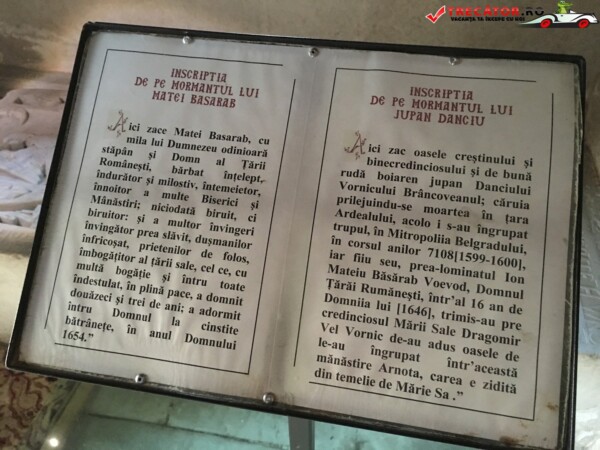 TRECATOR.RO
VACANȚA TA ÎNCEPE CU NOI
INSCRIPTIA
DE PE MORMANTUL LUI
MATEI BASARAB
Aici zace Matei Basarab, cu
mila lui Dumnezeu odinioară
stăpân și Domn al Țării
Românești, bărbat înțelept,
îndurător și milostiv, întemeietor,
înnoitor a multe Biserici și
Mânăstiri; niciodată biruit, ci
biruitor: și a multor învingeri
învingător prea slăvit, dușmanilor
înfricoșat, prietenilor de folos,
îmbogățitor al țării sale, cel ce, cu
multă bogăție și întru toate
îndestulat, în plină pace, a domnit
douăzeci și trei de ani; a adormit
întru Domnul la cinstite
bătrânețe, în anul Domnului
1654."
INSCRIPTIA
DE PE MORMANTUL LUI
JUPAN DANCIU
Aici zac oasele creștinului și
binecredinciosului și de bună
rudă boiaren jupan Danciului
Vornicului Brâncoveanul; căruia
prilejuindu-se moartea în țara
Ardealului, acolo i s-au îngrupat
trupul, în Mitropoliia Belgradului,
în corsul anilor 7108[1599-1600],
iar fiiu seu, prea-lominatul Ion
Mateiu Băsărab Voevod, Domnul
Țărăi Rumânești, într'al 16 an de
Domniia lui [1646], trimis-au pre
credinciosul Mării Sale Dragomir
Vel Vornic de-au adus oasele de
le-au îngrupat într'această
mănăstire Arnota, carea e zidită
din temelie de Mărie Sa ."